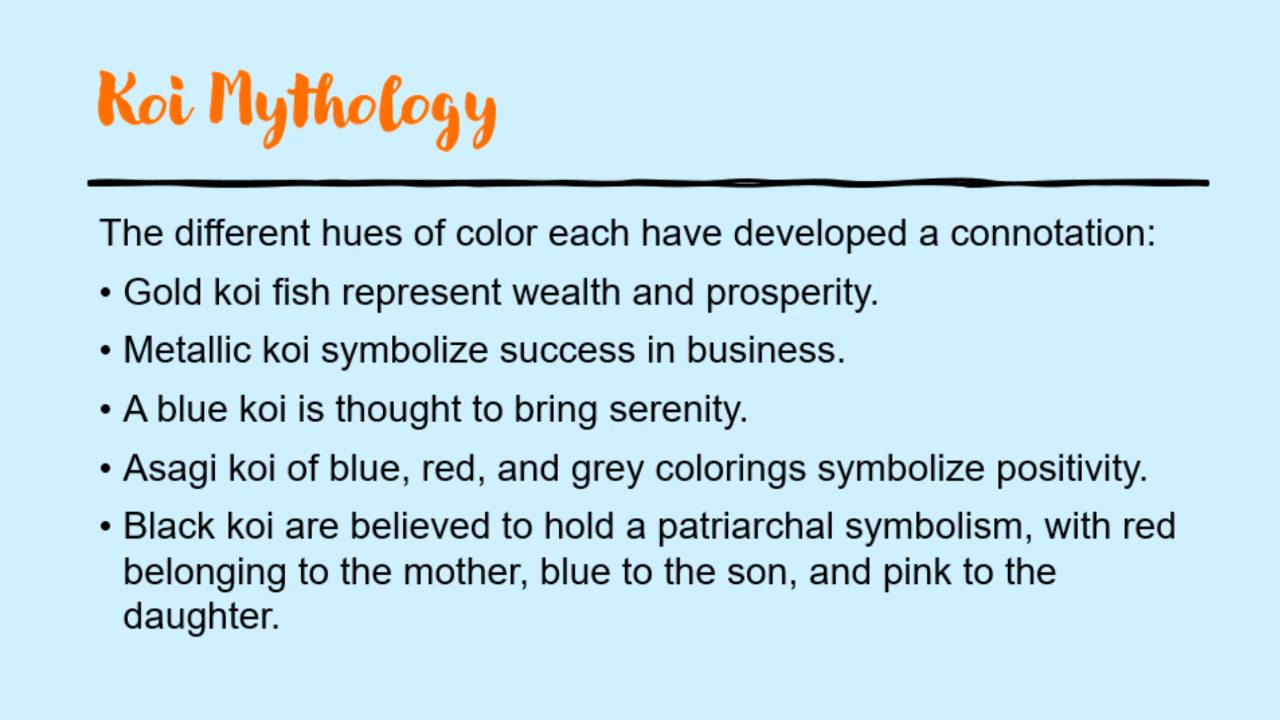 Koi Mythology
The different hues of color each have developed a connotation:
• Gold koi fish represent wealth and prosperity.
• Metallic koi symbolize success in business.
• A blue koi is thought to bring serenity.
• Asagi koi of blue, red, and grey colorings symbolize positivity.
• Black koi are believed to hold a patriarchal symbolism, with red
belonging to the mother, blue to the son, and pink to the
daughter.